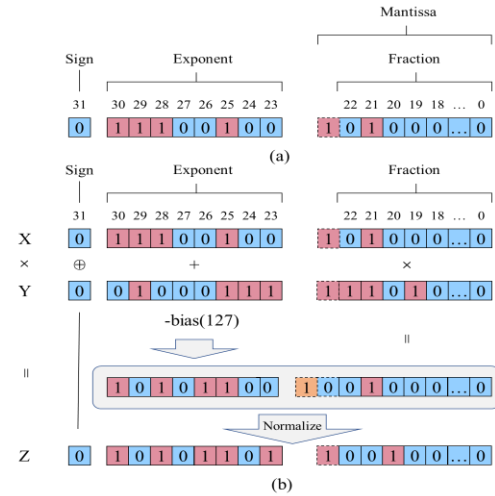 Mantissa
Sign Exponent Fraction
31 30 29 28 27 26 25 24 23 22 21 20 19 18 ... 0
0 1 1 1 0 0 1 0 0 1 0 1 0 0 0 ... 0
(a)
Sign Exponent Fraction
31 30 29 28 27 26 25 24 23 22 21 20 19 18 ... 0
X 0 1 1 1 0 0 1 0 0 1 0 1 0 0 0 ... 0
× ⊕ + ×
Y 0 0 1 0 0 0 1 1 1 1 1 1 0 1 0 ... 0
-bias(127)
= =
1 0 1 0 1 1 0 0 1 0 0 1 0 0 0 ... 0
Normalize
Z 0 1 0 1 0 1 1 0 1 1 0 0 1 0 0 ... 0
(b)